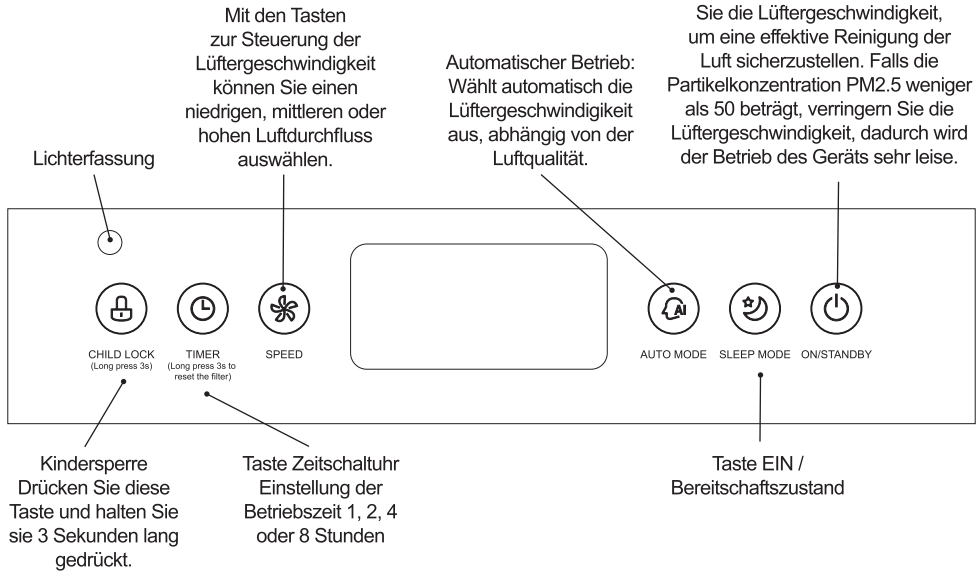 Mit den Tasten
zur Steuerung der
Lüftergeschwindigkeit
können Sie einen
niedrigen, mittleren oder
hohen Luftdurchfluss
auswählen.
Automatischer Betrieb:
Wählt automatisch die
Lüftergeschwindigikeit
aus, abhängig von der
Luftqualität.
Sie die Lüftergeschwindigkeit,
um eine effektive Reinigung der
Luft sicherzustellen. Falls die
Partikelkonzentration PM2.5 weniger
als 50 beträgt, verringern Sie die
Lüftergeschwindigkeit, dadurch wird
der Betrieb des Geräts sehr leise.
Lichterfassung
AI
CHILD LOCK
(Long press 3s)
TIMER
(Long press 3s to
reset the filter)
SPEED
AUTO MODE
SLEEP MODE
ON/STANDBY
Kindersperre
Drücken Sie diese
Taste und halten Sie
sie 3 Sekunden lang
gedrückt.
Taste Zeitschaltuhr
Einstellung der
Betriebszeit 1, 2, 4
oder 8 Stunden
Taste EIN /
Bereitschaftszustand